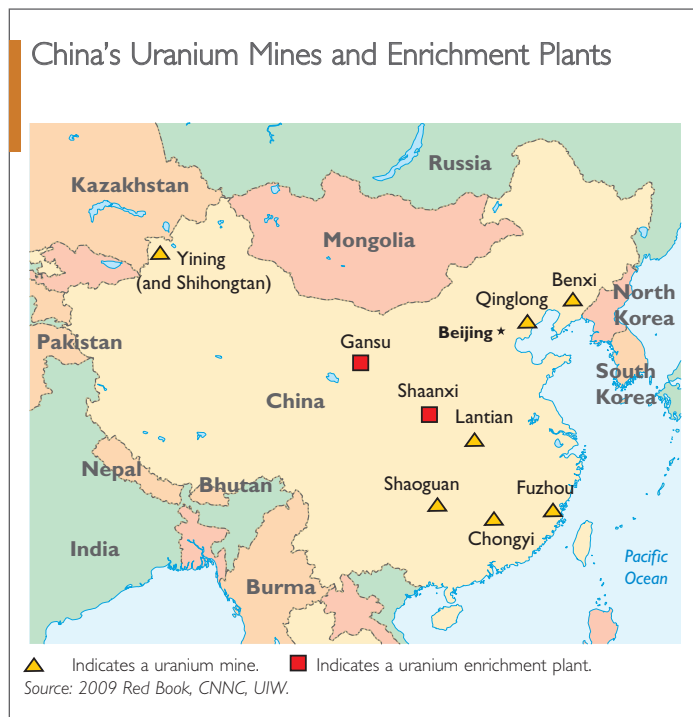 China's Uranium Mines and Enrichment Plants
Russia
Kazakhstan
Mongolia
Yining
(and Shihongtan)
Benxi
Qinglong
North
Korea
Beijing
Pakistan
Gansu
South
Korea
Shaanxi
China
Lantian
Nepal
Bhutan
Shaoguan
Fuzhou
Chongyi
India
Burma
Pacific
Ocean
Indicates a uranium mine.
Indicates a uranium enrichment plant.
Source: 2009 Red Book, CNNC, UIW.